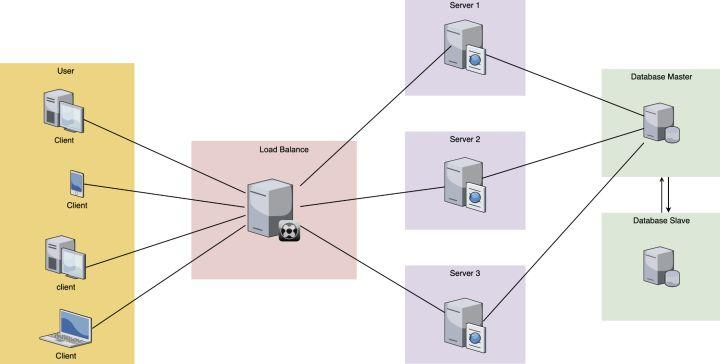 User
Client
Client
client
Client
Load Balance
Server 1
Server 2
Server 3
Database Master
Database Slave